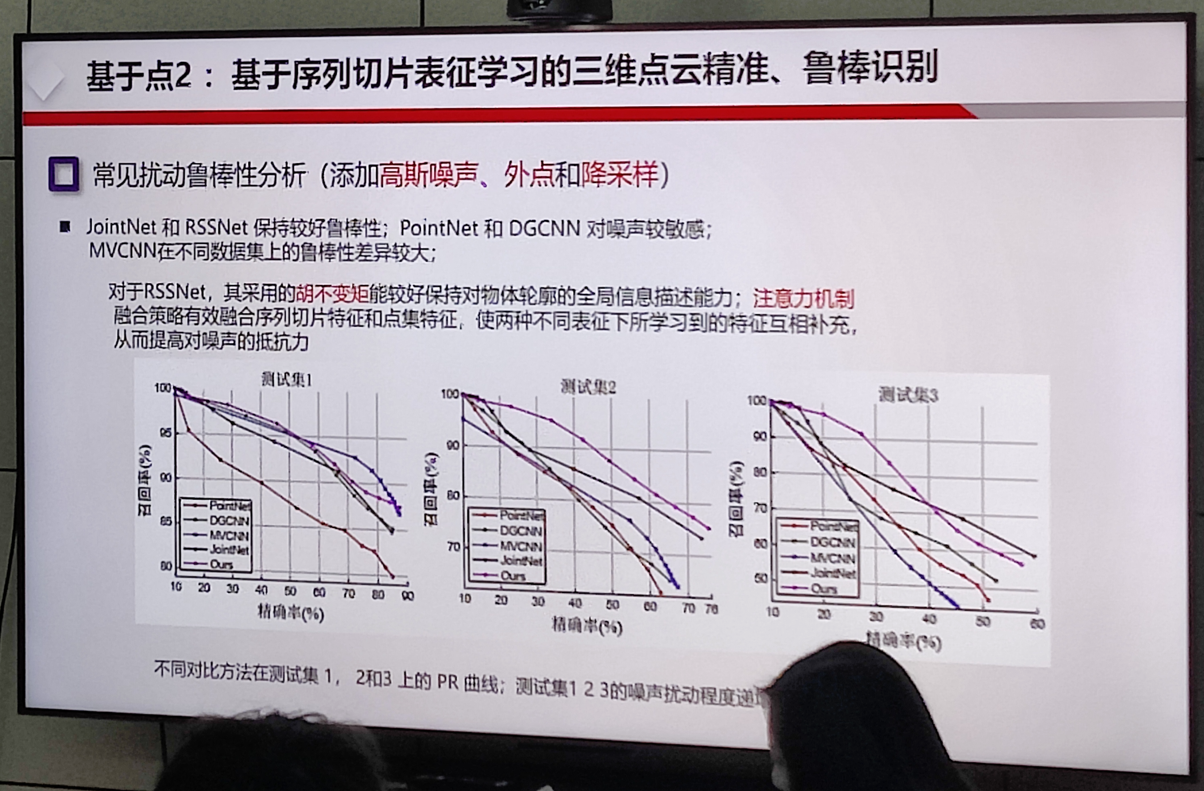 基于点2：基于序列切片表征学习的三维点云精准、鲁棒识别
常见扰动鲁棒性分析（添加高斯噪声、外点和降采样）
JointNet 和 RSSNet 保持较好鲁棒性；PointNet 和 DGCNN 对噪声较敏感；
MVCNN在不同数据集上的鲁棒性差异较大；
对于RSSNet，其采用的胡不变矩能较好保持对物体轮廓的全局信息描述能力；注意力机制
融合策略有效融合序列切片特征和点集特征，使两种不同表征下所学习到的特征互相补充，
从而提高对噪声的抵抗力
测试集1
100
95
90
85
80
召回率(%)
PointNet
DGCNN
MVCNN
JointNet
Ours
10 20 30 40 50 60 70 80 90
精确率(%)
测试集2
100
90
80
70
召回率(%)
PointNet
DGCNN
MVCNN
JointNet
Ours
10 20 30 40 50 60 70 76
精确率(%)
测试集3
100
90
80
70
60
50
召回率(%)
PointNet
DGCNN
MVCNN
JointNet
Ours
10 20 30 40 50 60
精确率(%)
不同对比方法在测试集 1， 2和3 上的 PR 曲线；测试集1 2 3的噪声扰动程度递